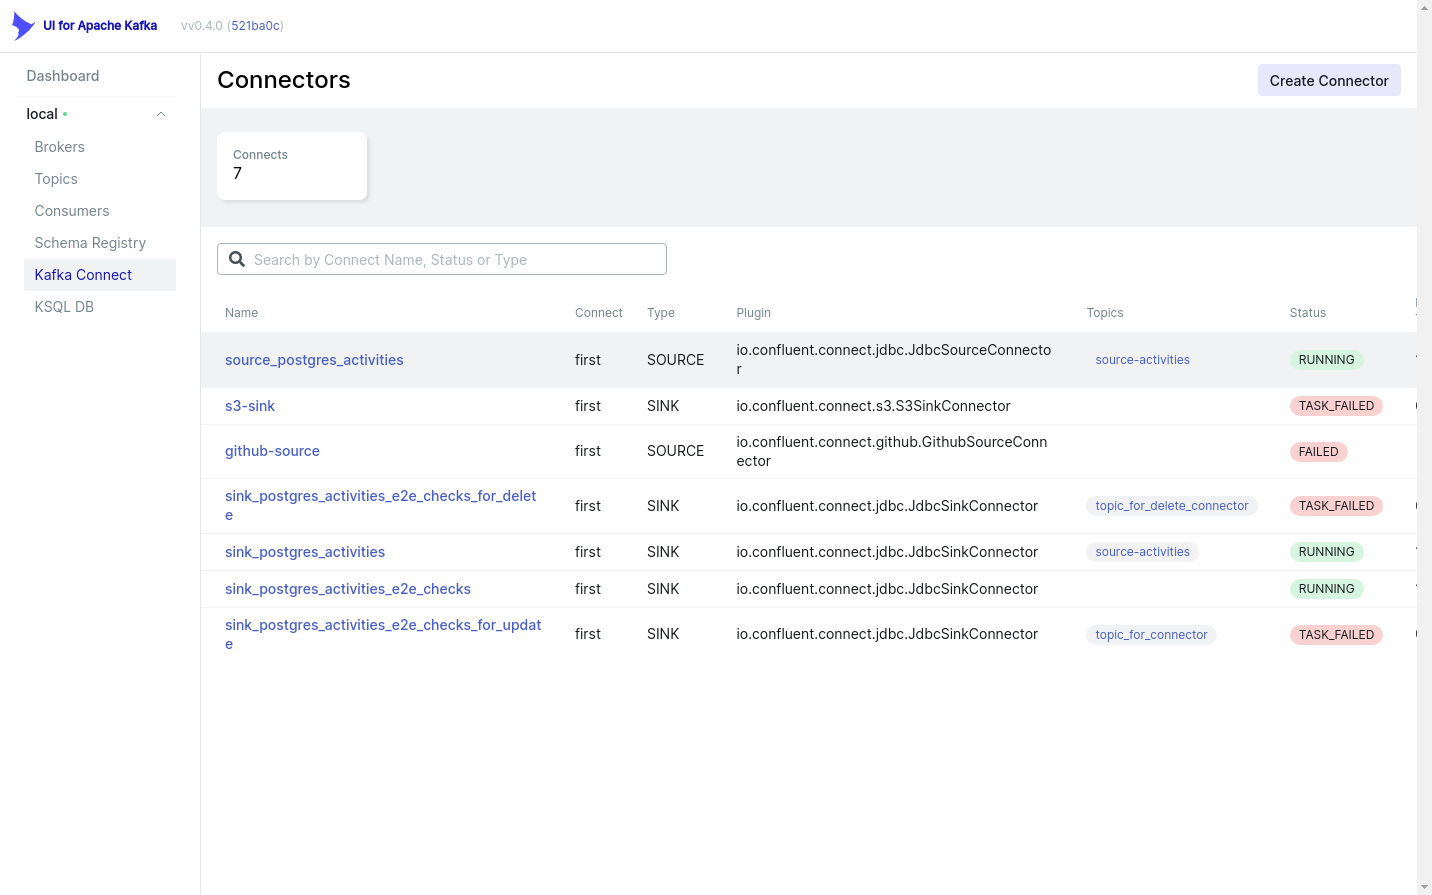 UI for Apache Kafka vv0.4.0 (521ba0c)
Dashboard
local
Brokers
Topics
Consumers
Schema Registry
Kafka Connect
KSQL DB
Connectors
Create Connector
Connects
7
Search by Connect Name, Status or Type
Name Connect Type Plugin Topics Status
source_postgres_activities first SOURCE io.confluent.connect.jdbc.JdbcSourceConnecto
r source-activities RUNNING
s3-sink first SINK io.confluent.connect.s3.S3SinkConnector TASK_FAILED
github-source first SOURCE io.confluent.connect.github.GithubSourceConn
ector FAILED
sink_postgres_activities_e2e_checks_for_delet
e first SINK io.confluent.connect.jdbc.JdbcSinkConnector topic_for_delete_connector TASK_FAILED
sink_postgres_activities first SINK io.confluent.connect.jdbc.JdbcSinkConnector source-activities RUNNING
sink_postgres_activities_e2e_checks first SINK io.confluent.connect.jdbc.JdbcSinkConnector RUNNING
sink_postgres_activities_e2e_checks_for_updat
e first SINK io.confluent.connect.jdbc.JdbcSinkConnector topic_for_connector TASK_FAILED